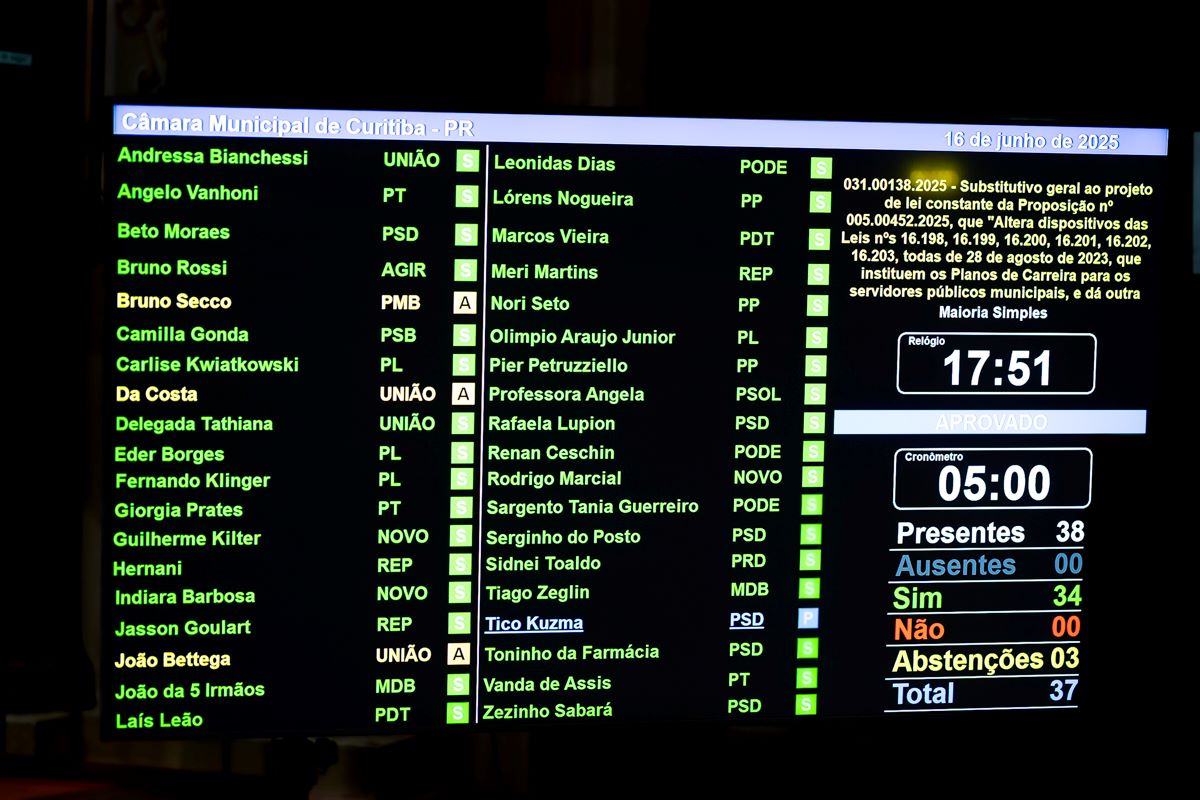 Câmara Municipal de Curitiba - PR
16 de junho de 2025
Andressa Bianchessi UNIÃO S
Angelo Vanhoni PT S
Beto Moraes PSD S
Bruno Rossi AGIR S
Bruno Secco PMB A
Camilla Gonda PSB S
Carlise Kwiatkowski PL S
Da Costa UNIÃO A
Delegada Tathiana UNIÃO S
Eder Borges PL S
Fernando Klinger PL S
Giorgia Prates PT S
Guilherme Kilter NOVO S
Hernani REP S
Indiara Barbosa NOVO S
Jasson Goulart REP S
João Bettega UNIÃO A
João da 5 Irmãos MDB S
Laís Leão PDT S
Leonidas Dias PODE S
Lórens Nogueira PP S
Marcos Vieira PDT S
Meri Martins REP S
Nori Seto PP S
Olimpio Araujo Junior PL S
Pier Petruzziello PP S
Professora Angela PSOL S
Rafaela Lupion PSD S
Renan Ceschin PODE S
Rodrigo Marcial NOVO S
Sargento Tania Guerreiro PODE S
Serginho do Posto PSD S
Sidnei Toaldo PRD S
Tiago Zeglin MDB S
Tico Kuzma PSD P
Toninho da Farmácia PSD S
Vanda de Assis PT S
Zezinho Sabará PSD S
031.00138.2025 - Substitutivo geral ao projeto
de lei constante da Proposição nº
005.00452.2025, que "Altera dispositivos das
Leis nºs 16.198, 16.199, 16.200, 16.201, 16.202,
16.203, todas de 28 de agosto de 2023, que
instituem os Planos de Carreira para os
servidores públicos municipais, e dá outra
Maioria Simples
Relógio
17:51
APROVADO
Cronômetro
05:00
Presentes 38
Ausentes 00
Sim 34
Não 00
Abstenções 03
Total 37